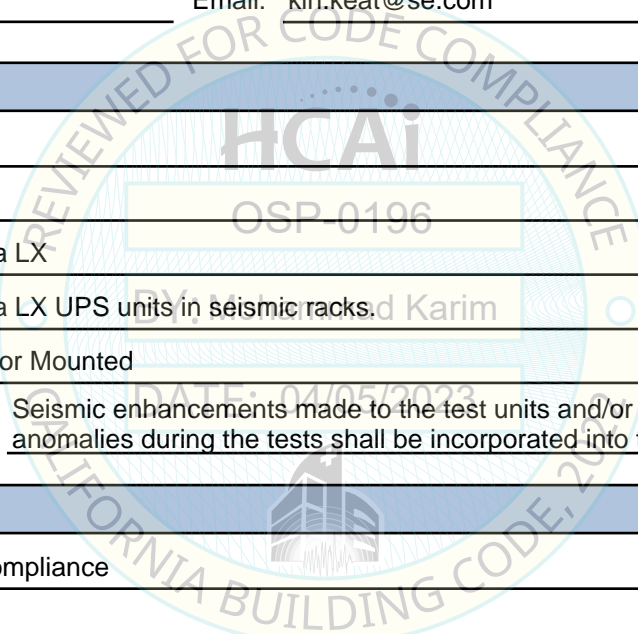 Email: kin.keat@se.com
REVIEWED FOR CODE COMPLIANCE
HCAi
OSP-0196
a LX
a LX UPS units in seismic racks.
BY: Mohammad Karim
or Mounted
DATE: 04/05/2023
Seismic enhancements made to the test units and/or
anomalies during the tests shall be incorporated into
ompliance
CALIFORNIA BUILDING CODE, 2022